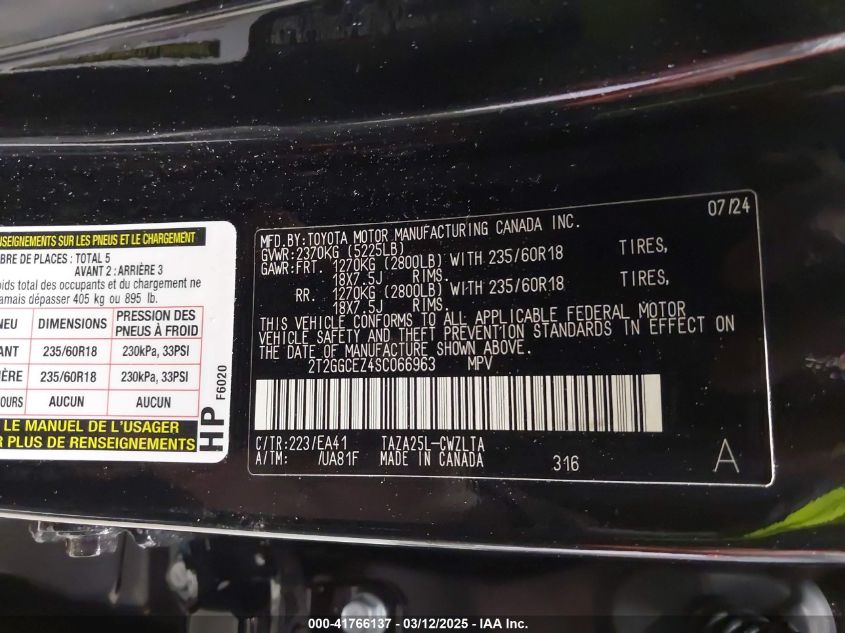 ENSEIGNEMENTS SUR LES PNEUS ET LE CHARGEMENT
BRE DE PLACES : TOTAL 5
AVANT 2 : ARRIÈRE 3
oids total des occupants et du chargement ne
amais dépasser 405 kg ou 895 lb.
NEU DIMENSIONS PRESSION DES PNEUS À FROID
ANT 235/60R18 230kPa, 33PSI
IÈRE 235/60R18 230kPa, 33PSI
OURS AUCUN AUCUN
LE MANUEL DE L'USAGER
R PLUS DE RENSEIGNEMENTS
HP F6020
07/24
MFD.BY:TOYOTA MOTOR MANUFACTURING CANADA INC.
GVWR:2370KG (5225LB)
GAWR:FRT. 1270KG (2800LB) WITH 235/60R18 TIRES,
18X7.5J RIMS.
RR. 1270KG (2800LB) WITH 235/60R18 TIRES,
18X7.5J RIMS.
THIS VEHICLE CONFORMS TO ALL APPLICABLE FEDERAL MOTOR
VEHICLE SAFETY AND THEFT PREVENTION STANDARDS IN EFFECT ON
THE DATE OF MANUFACTURE SHOWN ABOVE.
2T2GGCEZ4SC066963 MPV
C/TR:223/EA41 TAZA25L-CWZLTA
A/TM: /UA81F MADE IN CANADA 316 A
000-41766137 - 03/12/2025 - IAA Inc.